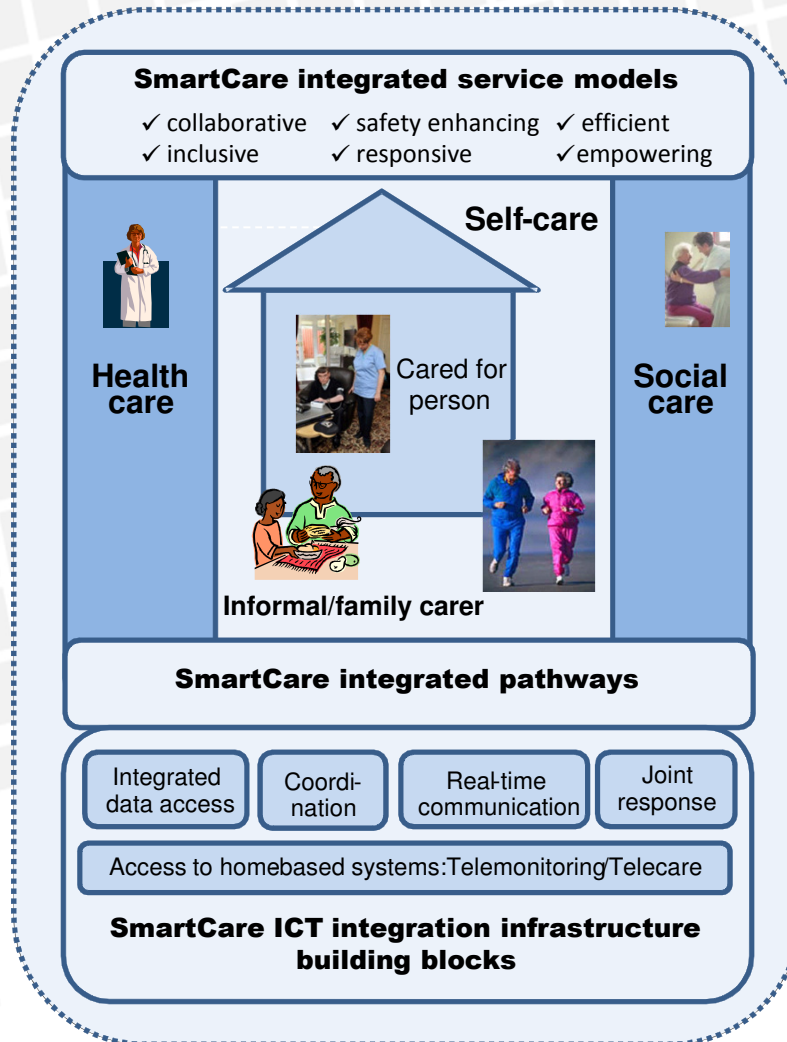 SmartCare integrated service models
✓ collaborative ✓ safety enhancing ✓ efficient
✓ inclusive ✓ responsive ✓ empowering
Self-care
Health
care
Cared for
person
Social
care
Informal/family carer
SmartCare integrated pathways
Integrated
data access
Coordi-
nation
Real-time
communication
Joint
response
Access to homebased systems:Telemonitoring/Telecare
SmartCare ICT integration infrastructure
building blocks